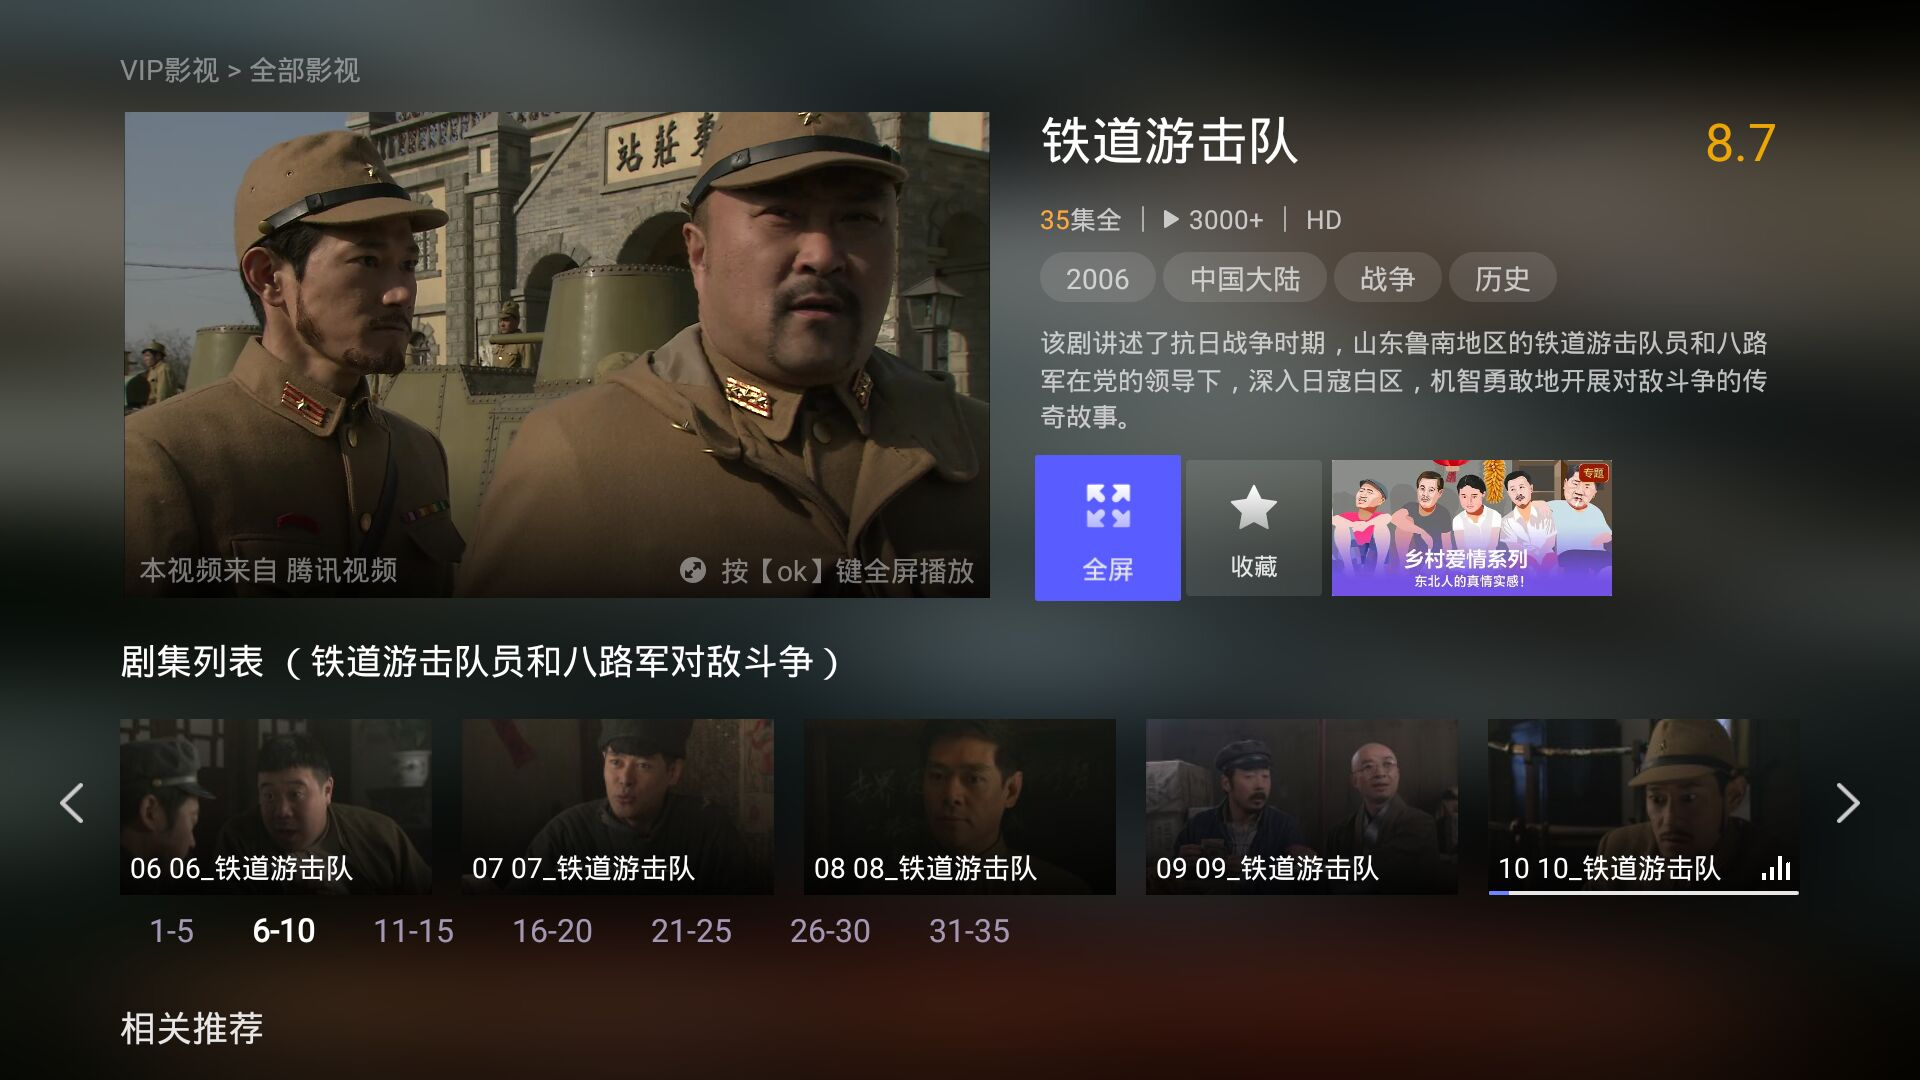 VIP影视 > 全部影视
站莊
本视频来自 腾讯视频
按【ok】键全屏播放
铁道游击队
8.7
35集全 | 3000+ | HD
2006 中国大陆 战争 历史
该剧讲述了抗日战争时期，山东鲁南地区的铁道游击队员和八路
军在党的领导下，深入日寇白区，机智勇敢地开展对敌斗争的传
奇故事。
全屏
收藏
专题
乡村爱情系列
东北人的真情实感！
剧集列表 （铁道游击队员和八路军对敌斗争）
06 06_铁道游击队
07 07_铁道游击队
08 08_铁道游击队
09 09_铁道游击队
10 10_铁道游击队
1-5 6-10 11-15 16-20 21-25 26-30 31-35
相关推荐